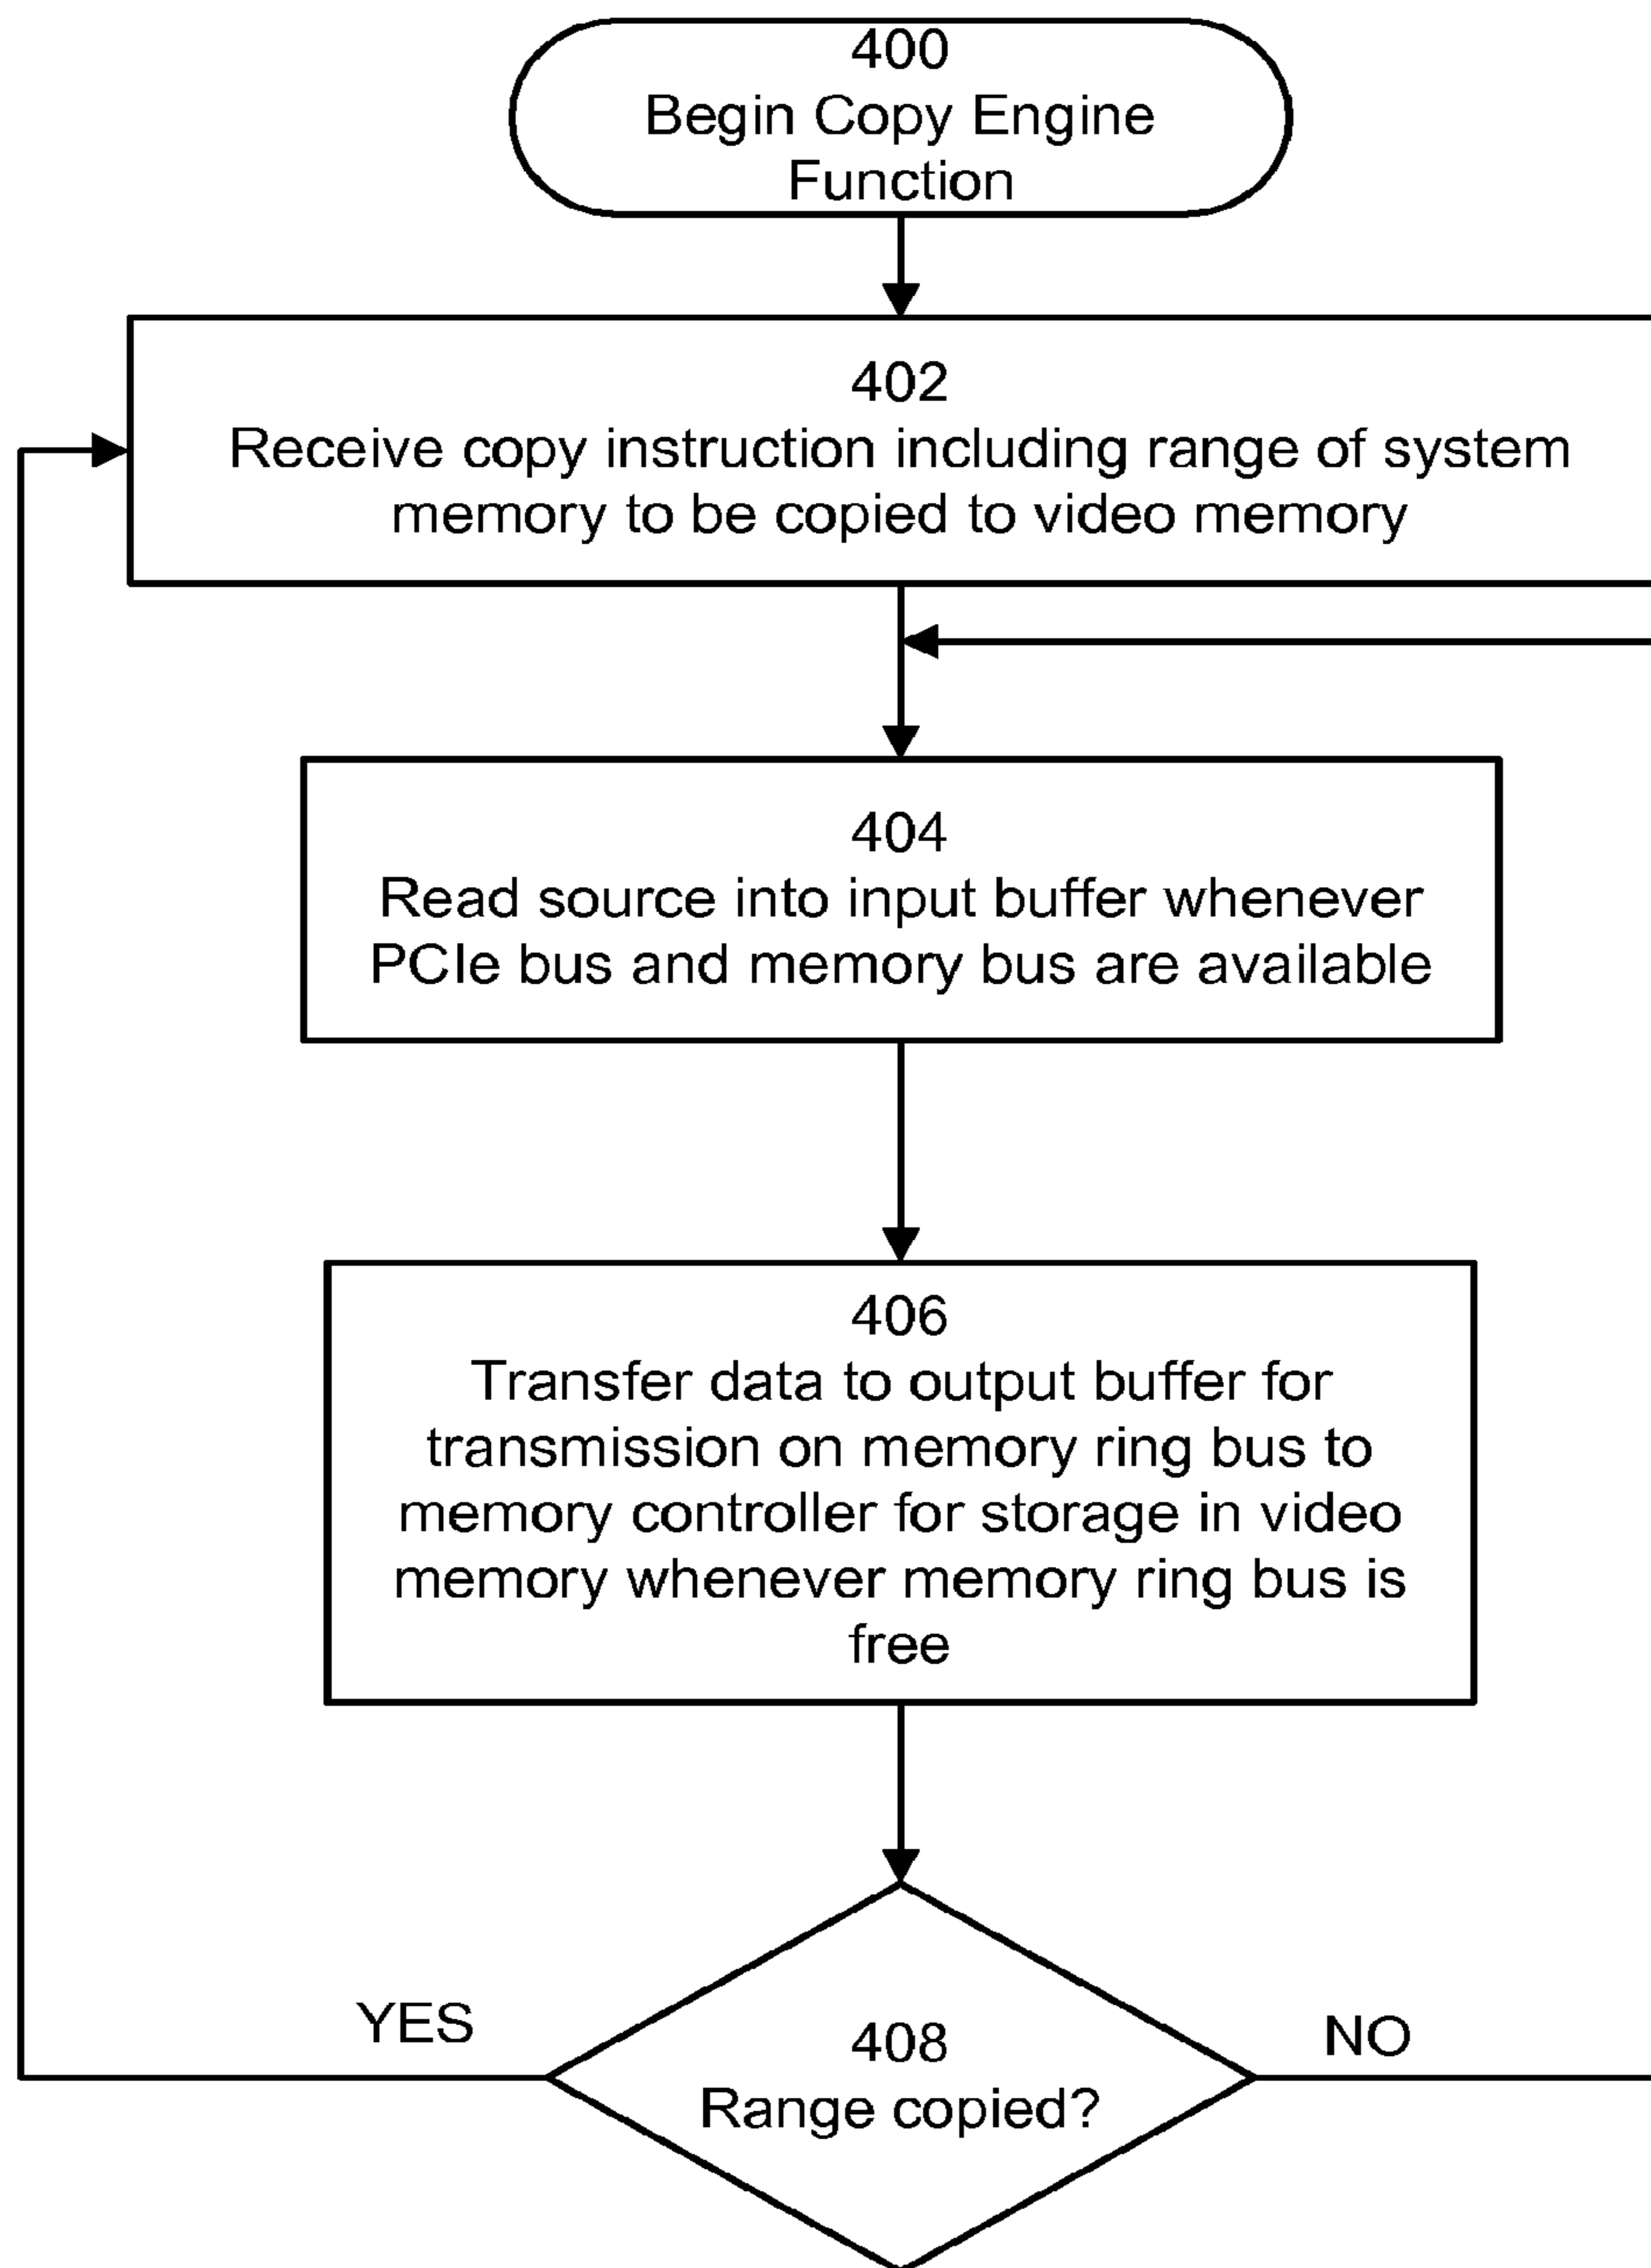 400
Begin Copy Engine
Function
402
Receive copy instruction including range of system
memory to be copied to video memory
404
Read source into input buffer whenever
PCIe bus and memory bus are available
406
Transfer data to output buffer for
transmission on memory ring bus to
memory controller for storage in video
memory whenever memory ring bus is
free
YES
408
Range copied?
NO